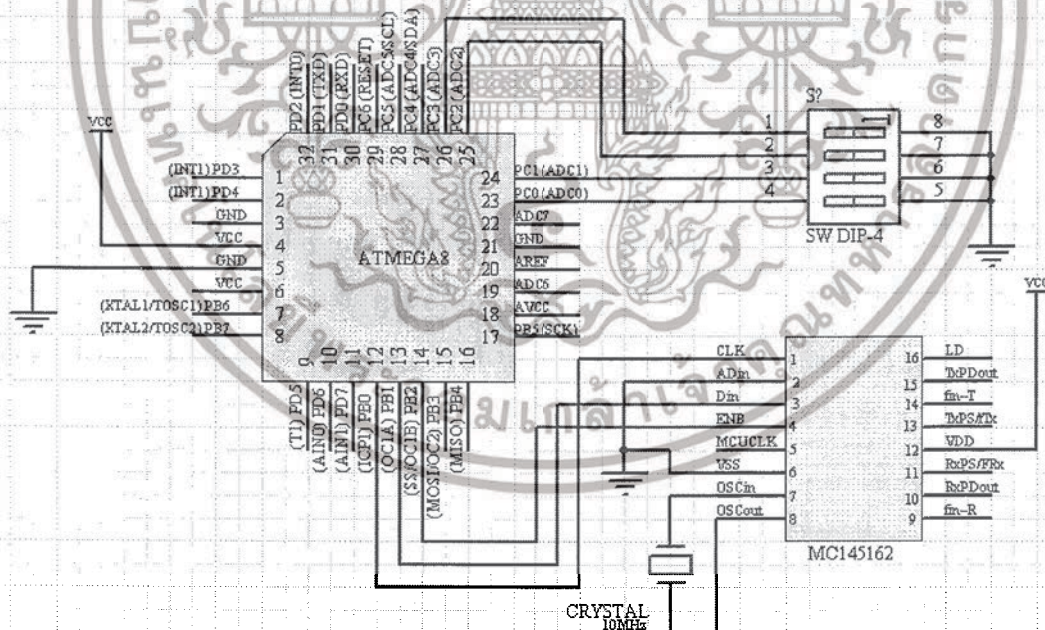 PD2 (INT0)
PD1 (TXD)
PD0 (RXD)
PC6 (RESET)
PC5 (ADC5/SCL)
PC4 (ADC4/SDA)
PC3 (ADC3)
PC2 (ADC2)
32
31
30
29
28
27
26
25
VCC
(INT1)PD3
(INT1)PD4
GND
VCC
GND
VCC
(XTAL1/TOSC1)PB6
(XTAL2/TOSC2)PB7
1
2
3
4
5
6
7
8
ATMEGA8
24
23
22
21
20
19
18
17
PC1(ADC1)
PC0(ADC0)
ADC7
GND
AREF
ADC6
AVCC
PB5(SCK)
9
10
11
12
13
14
15
16
(T1) PD5
(AIN0) PD6
(AIN1) PD7
(ICP1) PB0
(OC1A) PB1
(SS/OC1B) PB2
(MOSI/OC2) PB3
(MISO) PB4
S?
1
2
3
4
8
7
6
5
SW DIP-4
VCC
CLK
ADin
Din
ENB
MCUCLK
VSS
OSCin
OSCout
1
2
3
4
5
6
7
8
16
15
14
13
12
11
10
9
LD
TxPDout
fin-T
TxPS/fTx
VDD
RxPS/FRx
RxPDout
fin-R
MC145162
CRYSTAL
10MHz